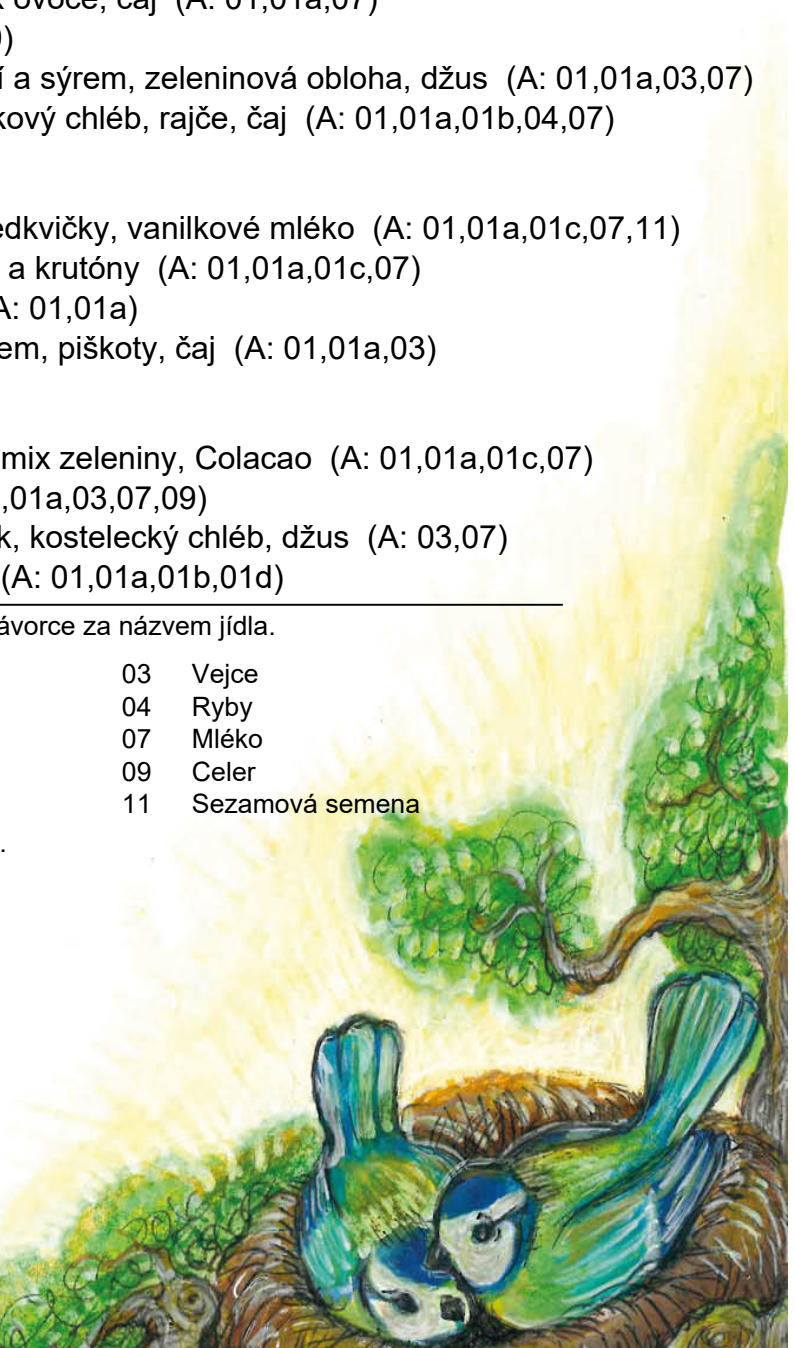 ovoce, čaj (A: 01,01a,07)
)
í a sýrem, zeleninová obloha, džus (A: 01,01a,03,07)
kový chléb, rajče, čaj (A: 01,01a,01b,04,07)
edkvičky, vanilkové mléko (A: 01,01a,01c,07,11)
a krutóny (A: 01,01a,01c,07)
A: 01,01a)
em, piškoty, čaj (A: 01,01a,03)
mix zeleniny, Colacao (A: 01,01a,01c,07)
,01a,03,07,09)
k, kostelecký chléb, džus (A: 03,07)
(A: 01,01a,01b,01d)
ávorce za názvem jídla.
03 Vejce
04 Ryby
07 Mléko
09 Celer
11 Sezamová semena
.